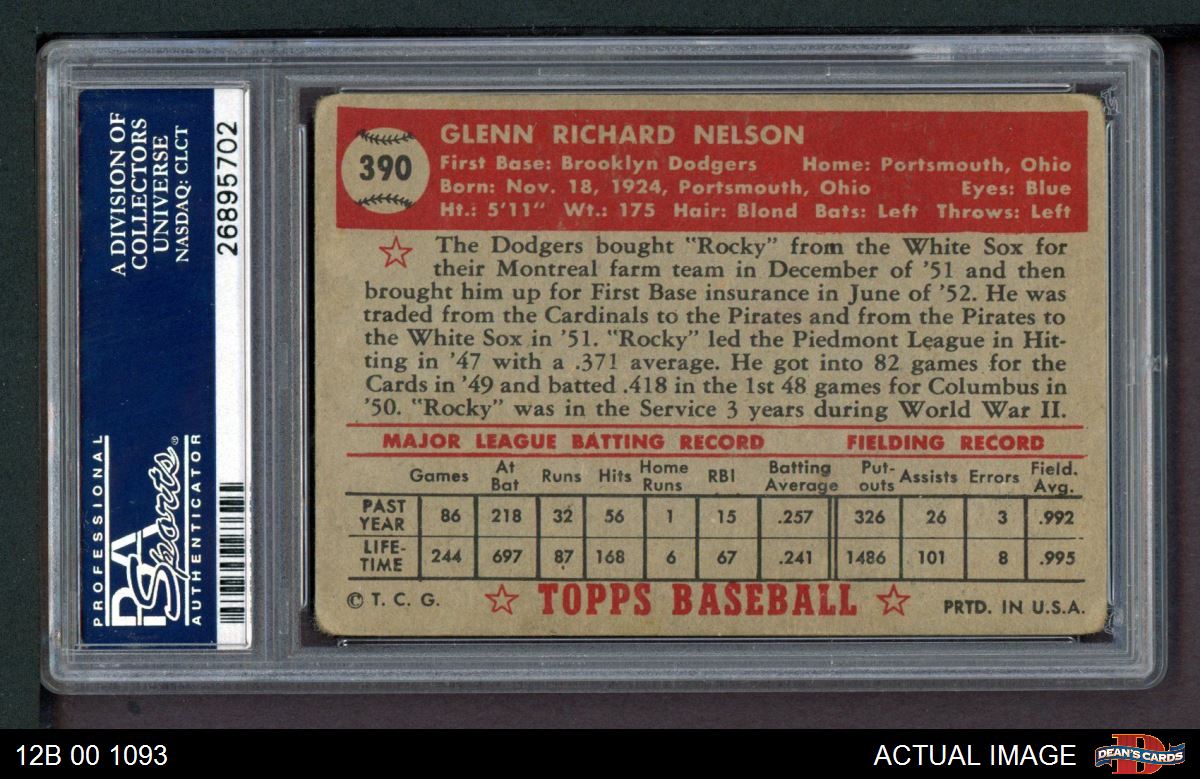 A DIVISION OF
COLLECTORS
UNIVERSE
NASDAQ: CLCT
26895702
PROFESSIONAL
PSA
Sports®
AUTHENTICATOR
390
GLENN RICHARD NELSON
First Base: Brooklyn Dodgers Home: Portsmouth, Ohio
Born: Nov. 18, 1924, Portsmouth, Ohio Eyes: Blue
Ht.: 5'11" Wt.: 175 Hair: Blond Bats: Left Throws: Left
The Dodgers bought "Rocky" from the White Sox for
their Montreal farm team in December of '51 and then
brought him up for First Base insurance in June of '52. He was
traded from the Cardinals to the Pirates and from the Pirates to
the White Sox in '51. "Rocky" led the Piedmont League in Hit-
ting in '47 with a .371 average. He got into 82 games for the
Cards in '49 and batted .418 in the 1st 48 games for Columbus in
'50. "Rocky" was in the Service 3 years during World War II.
MAJOR LEAGUE BATTING RECORD FIELDING RECORD
Games At Bat Runs Hits Home Runs RBI Batting Average Put-outs Assists Errors Field. Avg.
PAST YEAR 86 218 32 56 1 15 .257 326 26 3 .992
LIFE-TIME 244 697 87 168 6 67 .241 1486 101 8 .995
© T. C. G. TOPPS BASEBALL PRTD. IN U.S.A.
12B 00 1093
ACTUAL IMAGE
D
DEAN'S CARDS